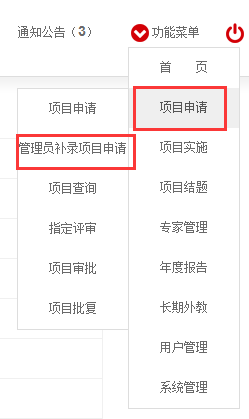 通知公告（3）
功能菜单
首 页
项目申请
项目实施
项目结题
专家管理
年度报告
长期外教
用户管理
系统管理
项目申请
管理员补录项目申请
项目查询
指定评审
项目审批
项目批复